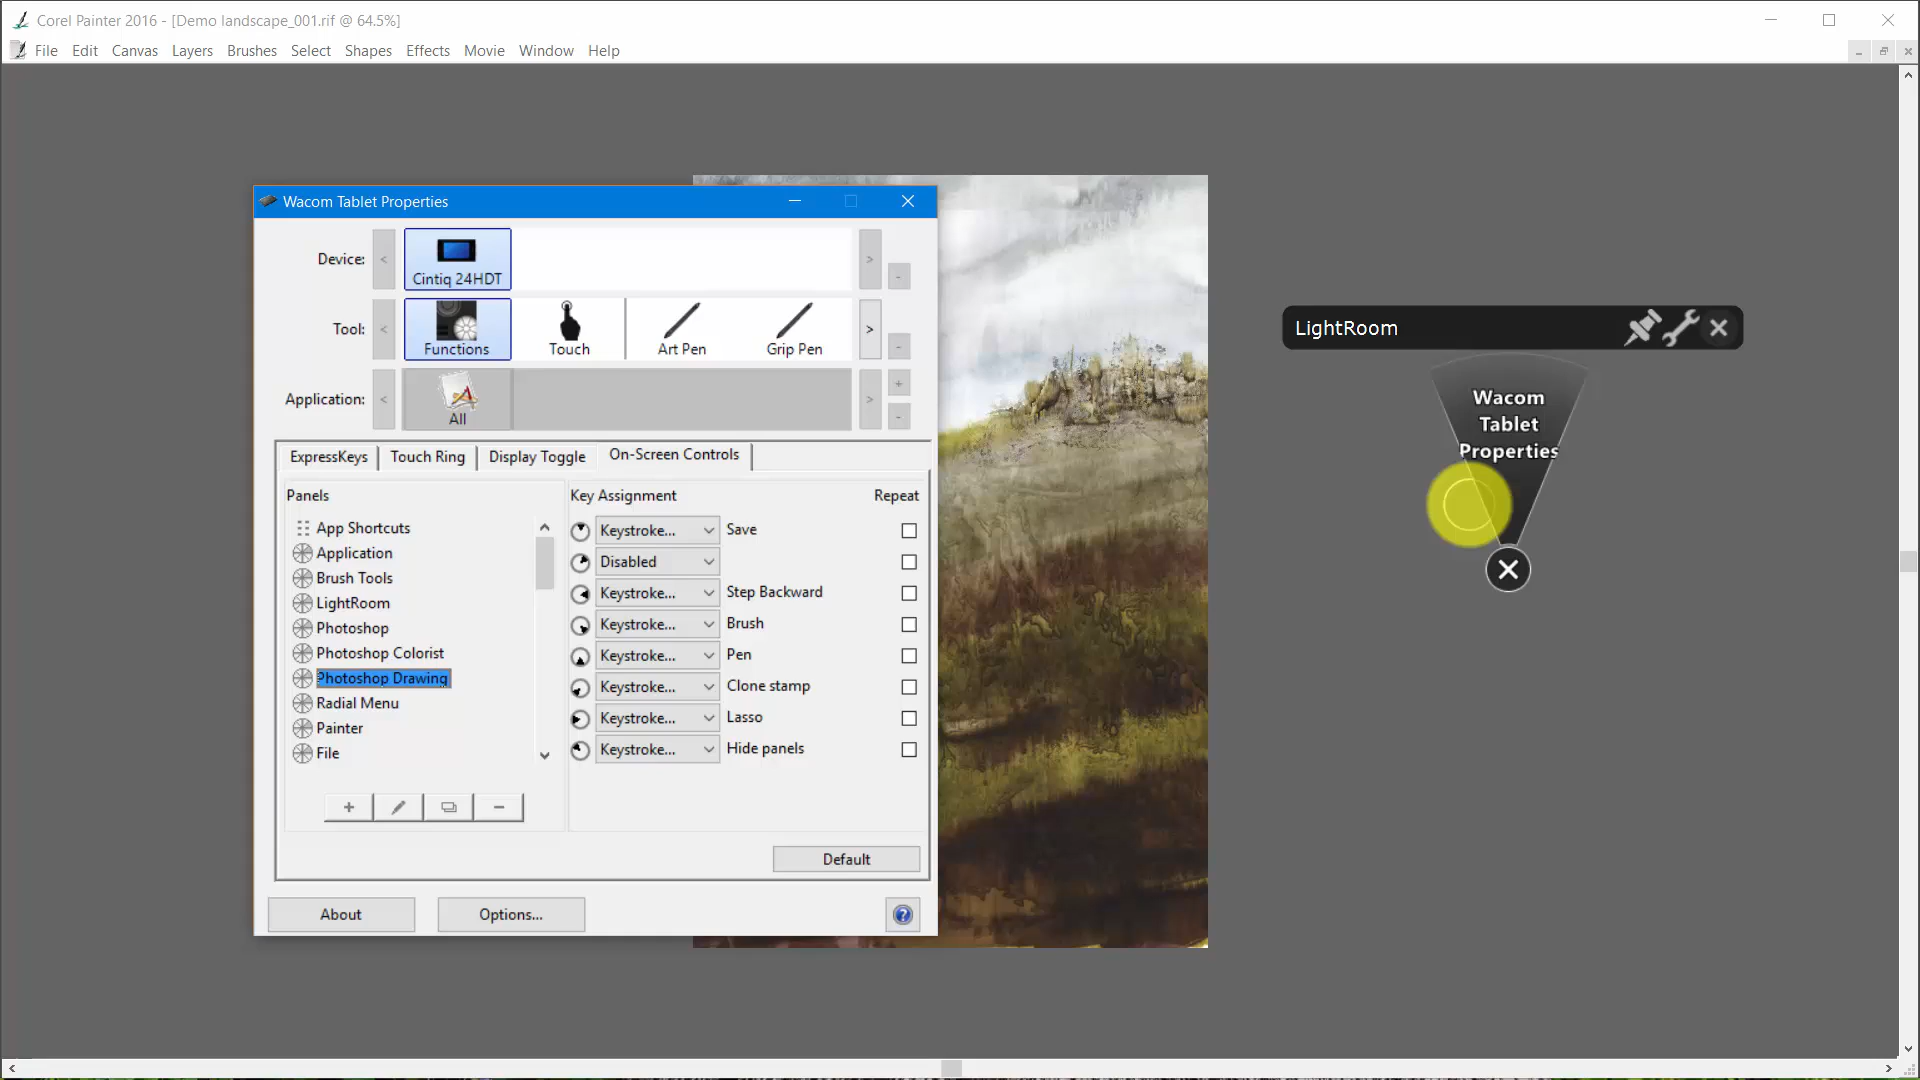 Corel Painter 2016 - [Demo landscape_001.rif @ 64.5%]
File Edit Canvas Layers Brushes Select Shapes Effects Movie Window Help
Wacom Tablet Properties
Device:
Cintiq 24HDT
Tool:
Functions
Touch
Art Pen
Grip Pen
Application:
All
ExpressKeys
Touch Ring
Display Toggle
On-Screen Controls
Panels
App Shortcuts
Application
Brush Tools
LightRoom
Photoshop
Photoshop Colorist
Photoshop Drawing
Radial Menu
Painter
File
Key Assignment
Repeat
Keystroke... Save
Disabled
Keystroke... Step Backward
Keystroke... Brush
Keystroke... Pen
Keystroke... Clone stamp
Keystroke... Lasso
Keystroke... Hide panels
Default
About
Options...
LightRoom
Wacom
Tablet
Properties